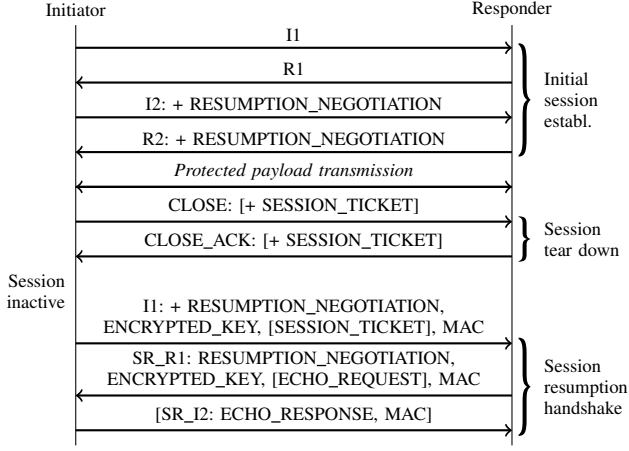 Initiator
Responder
I1
R1
I2: + RESUMPTION_NEGOTIATION
R2: + RESUMPTION_NEGOTIATION
Initial
session
establ.
Protected payload transmission
CLOSE: [+ SESSION_TICKET]
CLOSE_ACK: [+ SESSION_TICKET]
Session
tear down
Session
inactive
I1: + RESUMPTION_NEGOTIATION,
ENCRYPTED_KEY, [SESSION_TICKET], MAC
SR_R1: RESUMPTION_NEGOTIATION,
ENCRYPTED_KEY, [ECHO_REQUEST], MAC
[SR_I2: ECHO_RESPONSE, MAC]
Session
resumption
handshake